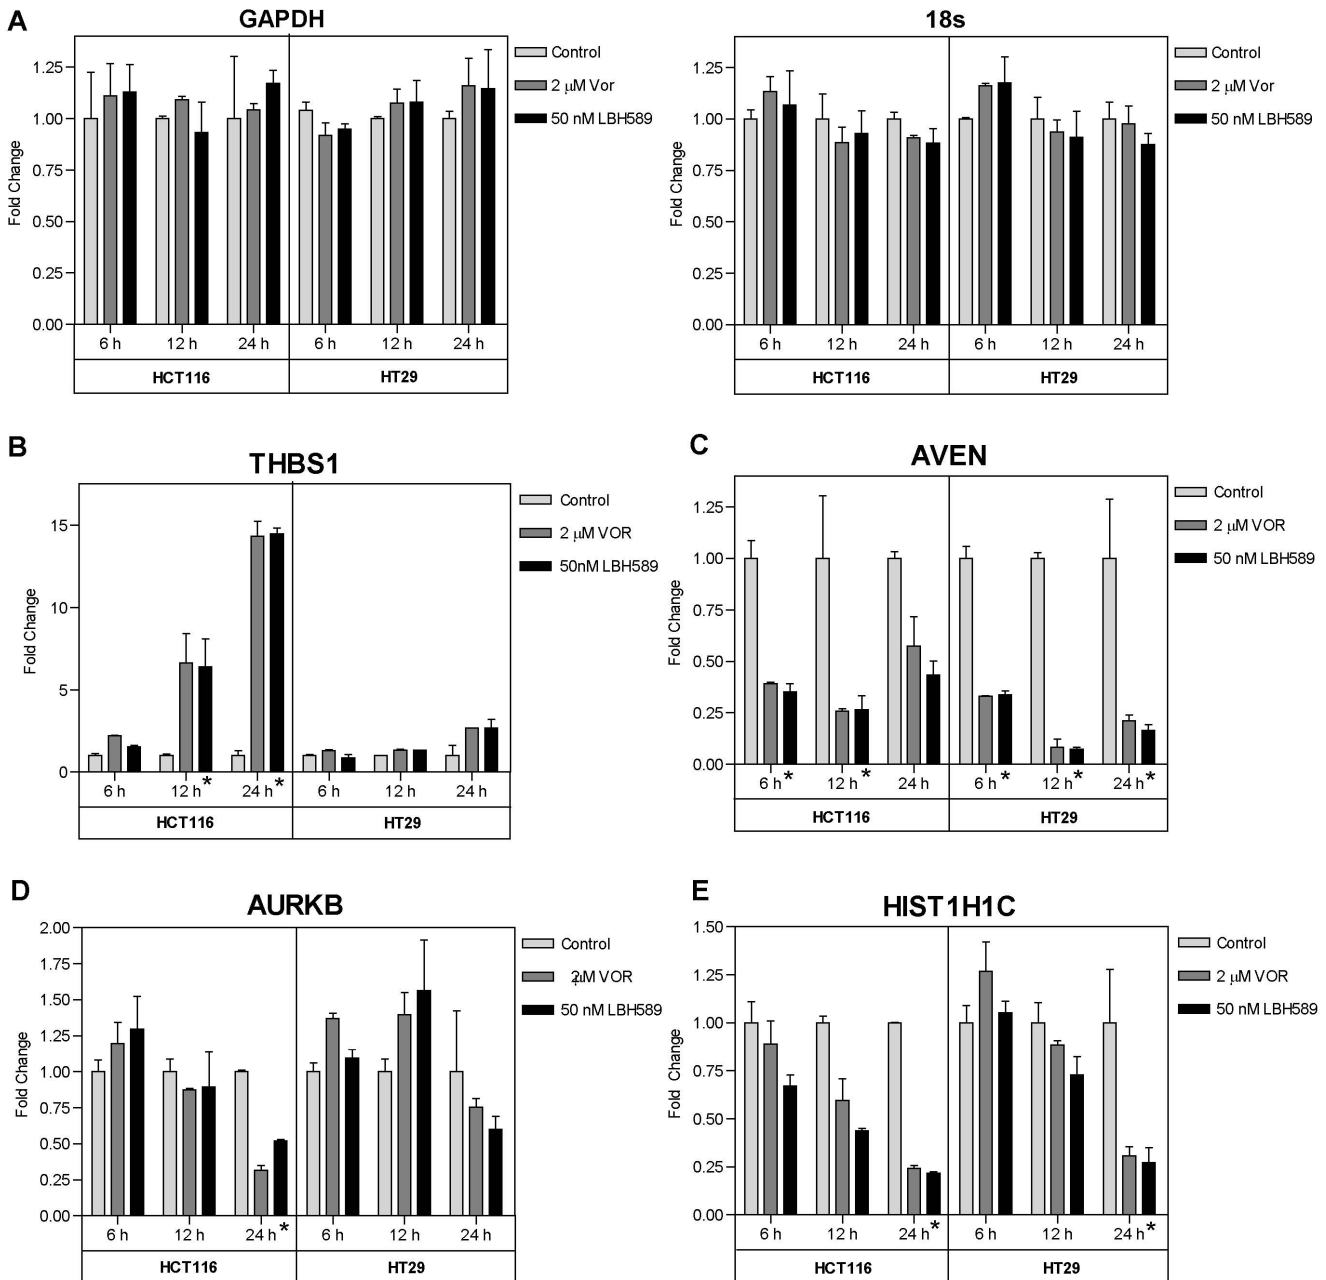 A
GAPDH
Fold Change
1.25
1.00
0.75
0.50
0.25
0.00
6 h 12 h 24 h 6 h 12 h 24 h
HCT116 HT29
Control
2 μM Vor
50 nM LBH589
18s
Fold Change
1.25
1.00
0.75
0.50
0.25
0.00
6 h 12 h 24 h 6 h 12 h 24 h
HCT116 HT29
Control
2 μM Vor
50 nM LBH589
B
THBS1
Fold Change
15
10
5
0
6 h 12 h* 24 h* 6 h 12 h 24 h
HCT116 HT29
Control
2 μM VOR
50nM LBH589
C
AVEN
Fold Change
1.25
1.00
0.75
0.50
0.25
0.00
6 h* 12 h* 24 h 6 h* 12 h* 24 h*
HCT116 HT29
Control
2 μM VOR
50 nM LBH589
D
AURKB
Fold Change
2.00
1.75
1.50
1.25
1.00
0.75
0.50
0.25
0.00
6 h 12 h 24 h* 6 h 12 h 24 h
HCT116 HT29
Control
2μM VOR
50 nM LBH589
E
HIST1H1C
Fold Change
1.50
1.25
1.00
0.75
0.50
0.25
0.00
6 h 12 h 24 h* 6 h 12 h 24 h*
HCT116 HT29
Control
2 μM VOR
50 nM LBH589